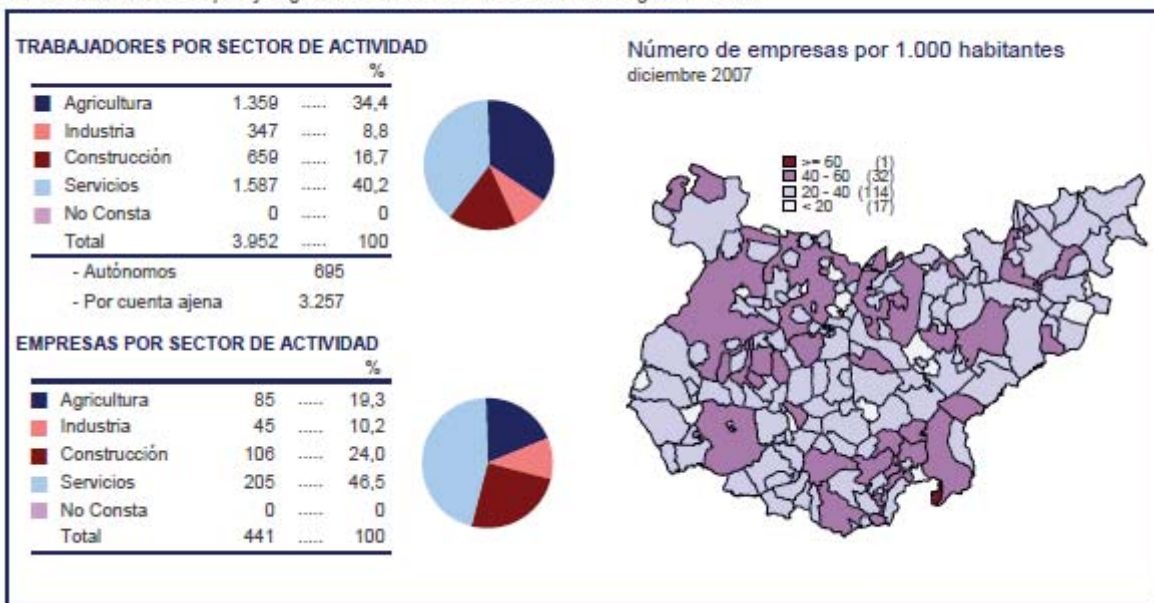 TRABAJADORES POR SECTOR DE ACTIVIDAD
%
Agricultura 1.359 ..... 34,4
Industria 347 ..... 8,8
Construcción 659 ..... 16,7
Servicios 1.587 ..... 40,2
No Consta 0 ..... 0
Total 3.952 ..... 100
- Autónomos 695
- Por cuenta ajena 3.257
EMPRESAS POR SECTOR DE ACTIVIDAD
%
Agricultura 85 ..... 19,3
Industria 45 ..... 10,2
Construcción 106 ..... 24,0
Servicios 205 ..... 46,5
No Consta 0 ..... 0
Total 441 ..... 100
Número de empresas por 1.000 habitantes
diciembre 2007
>= 60 (1)
40 - 60 (32)
20 - 40 (114)
< 20 (17)